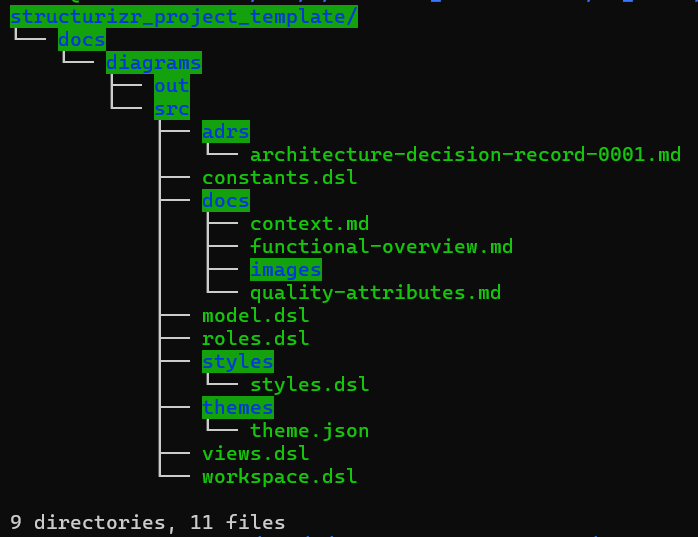 structurizr_project_template/
└── docs
    └── diagrams
        ├── out
        └── src
            ├── adrs
            │   └── architecture-decision-record-0001.md
            ├── constants.dsl
            ├── docs
            │   ├── context.md
            │   ├── functional-overview.md
            │   ├── images
            │   └── quality-attributes.md
            ├── model.dsl
            ├── roles.dsl
            ├── styles
            │   └── styles.dsl
            ├── themes
            │   └── theme.json
            ├── views.dsl
            └── workspace.dsl
9 directories, 11 files